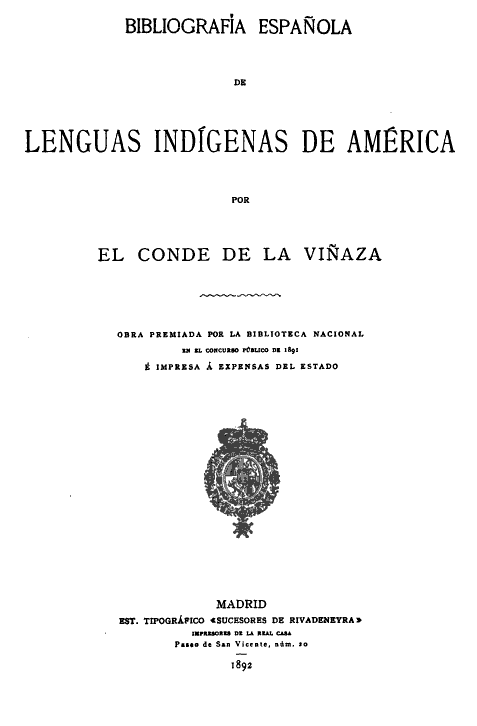 BIBLIOGRAFÍA ESPAÑOLA
DE
LENGUAS INDÍGENAS DE AMÉRICA
POR
EL CONDE DE LA VIÑAZA
OBRA PREMIADA POR LA BIBLIOTECA NACIONAL
EN EL CONCURSO PÚBLICO DE 1891
É IMPRESA Á EXPENSAS DEL ESTADO
MADRID
EST. TIPOGRÁFICO «SUCESORES DE RIVADENEYRA»
IMPRESORES DE LA REAL CASA
Paseo de San Vicente, núm. 20
1892